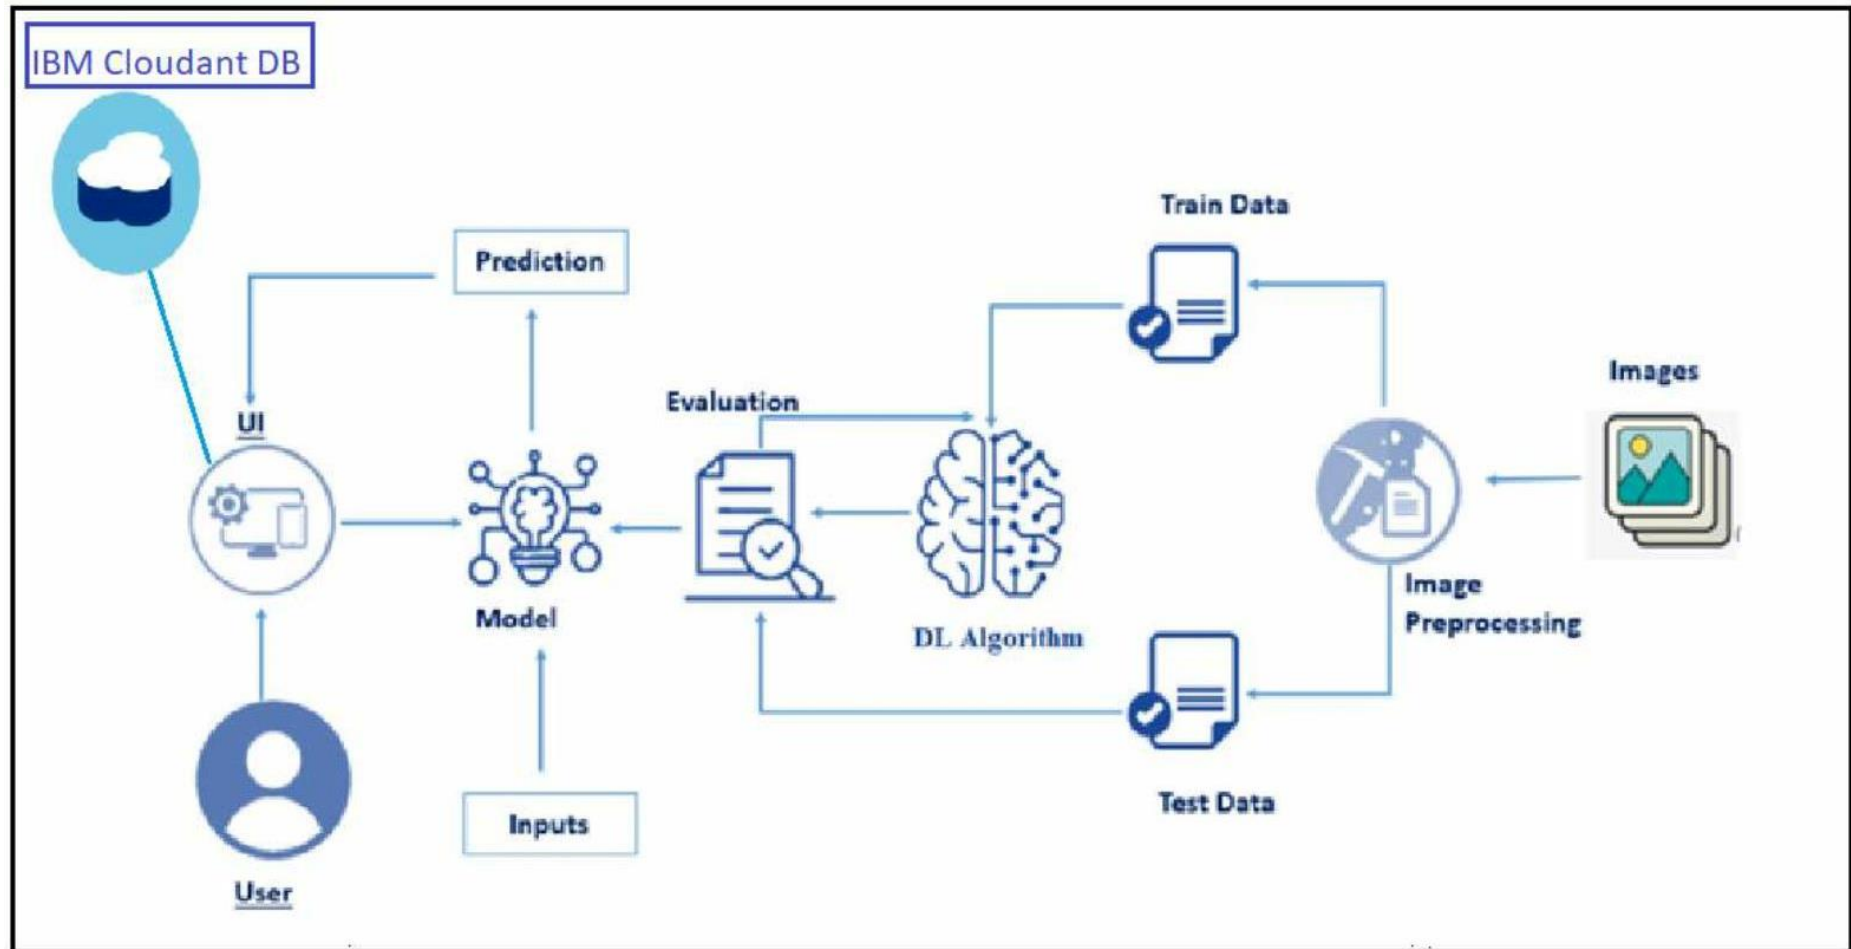 IBM Cloudant DB
Train Data
Prediction
Images
Evaluation
UI
Image
Preprocessing
Model
DL Algorithm
Test Data
Inputs
User